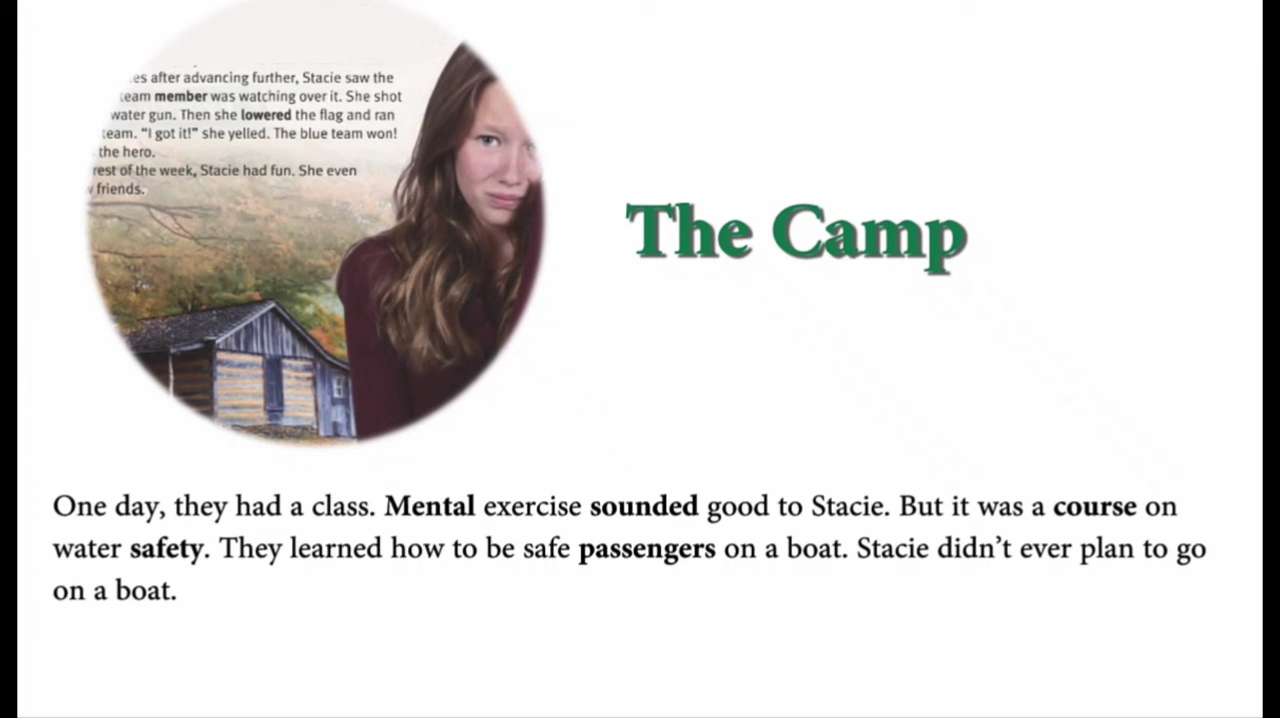 after advancing further, Stacie saw the
member was watching over it. She shot
water gun. Then she lowered the flag and ran
team. “I got it!” she yelled. The blue team won!
the hero.
rest of the week, Stacie had fun. She even
friends.
The Camp
One day, they had a class. Mental exercise sounded good to Stacie. But it was a course on
water safety. They learned how to be safe passengers on a boat. Stacie didn’t ever plan to go
on a boat.